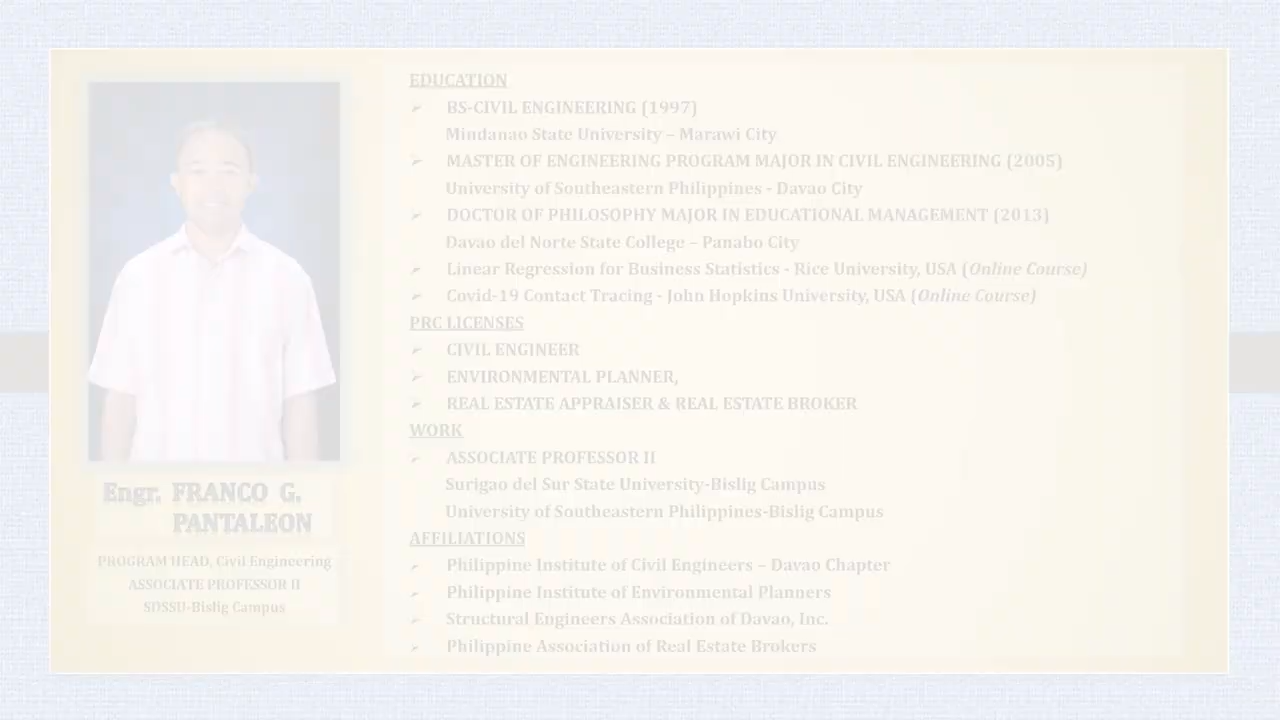 EDUCATION
BS-CIVIL ENGINEERING (1997)
Mindanao State University – Marawi City
MASTER OF ENGINEERING PROGRAM MAJOR IN CIVIL ENGINEERING (2005)
University of Southeastern Philippines - Davao City
DOCTOR OF PHILOSOPHY MAJOR IN EDUCATIONAL MANAGEMENT (2013)
Davao del Norte State College – Panabo City
Linear Regression for Business Statistics - Rice University, USA (Online Course)
Covid-19 Contact Tracing - John Hopkins University, USA (Online Course)
PRC LICENSES
CIVIL ENGINEER
ENVIRONMENTAL PLANNER,
REAL ESTATE APPRAISER & REAL ESTATE BROKER
WORK
ASSOCIATE PROFESSOR II
Surigao del Sur State University-Bislig Campus
University of Southeastern Philippines-Bislig Campus
AFFILIATIONS
Philippine Institute of Civil Engineers – Davao Chapter
Philippine Institute of Environmental Planners
Structural Engineers Association of Davao, Inc.
Philippine Association of Real Estate Brokers
Engr. FRANCO G.
PANTALEON
PROGRAM HEAD, Civil Engineering
ASSOCIATE PROFESSOR II
SDSSU-Bislig Campus